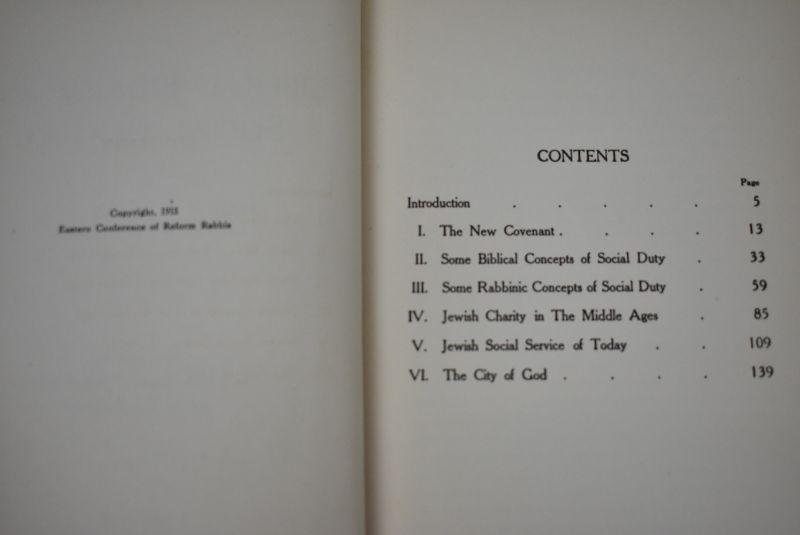 Copyright, 1915
Eastern Conference of Reform Rabbis
CONTENTS
Page
Introduction . . . . . 5
I. The New Covenant . . . . 13
II. Some Biblical Concepts of Social Duty . 33
III. Some Rabbinic Concepts of Social Duty . 59
IV. Jewish Charity in The Middle Ages . 85
V. Jewish Social Service of Today . . 109
VI. The City of God . . . . 139